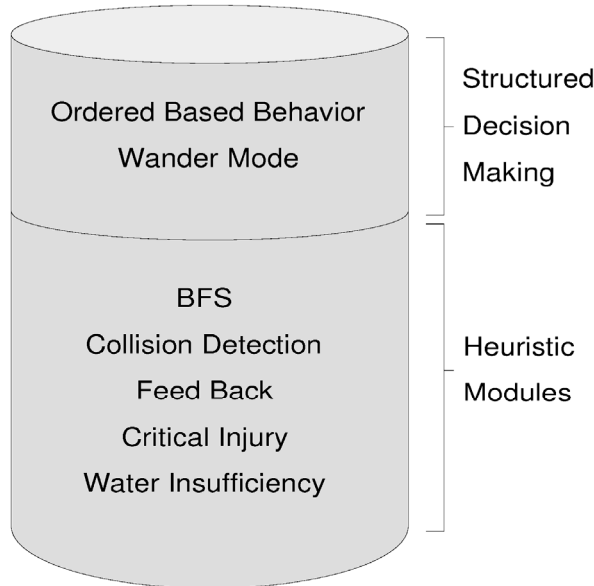 Ordered Based Behavior
Wander Mode
Structured
Decision
Making
BFS
Collision Detection
Feed Back
Critical Injury
Water Insufficiency
Heuristic
Modules